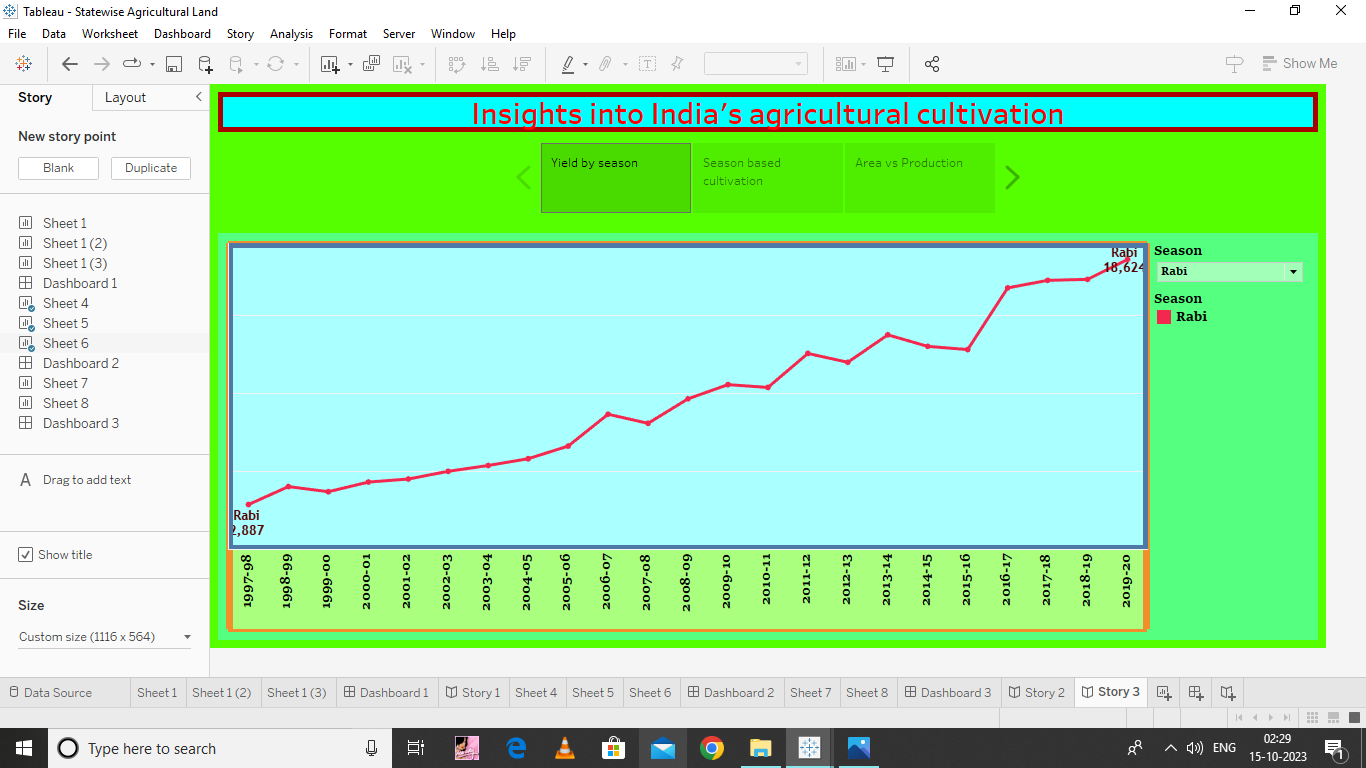 Tableau - Statewise Agricultural Land
File Data Worksheet Dashboard Story Analysis Format Server Window Help
Show Me
Story Layout
New story point
Blank Duplicate
Sheet 1
Sheet 1 (2)
Sheet 1 (3)
Dashboard 1
Sheet 4
Sheet 5
Sheet 6
Dashboard 2
Sheet 7
Sheet 8
Dashboard 3
A Drag to add text
Show title
Size
Custom size (1116 x 564)
Insights into India's agricultural cultivation
Yield by season
Season based
cultivation
Area vs Production
Rabi
18,624
Rabi
2,887
1997-98
1998-99
1999-00
2000-01
2001-02
2002-03
2003-04
2004-05
2005-06
2006-07
2007-08
2008-09
2009-10
2010-11
2011-12
2012-13
2013-14
2014-15
2015-16
2016-17
2017-18
2018-19
2019-20
Season
Rabi
Season
Rabi
Data Source Sheet 1 Sheet 1 (2) Sheet 1 (3) Dashboard 1 Story 1 Sheet 4 Sheet 5 Sheet 6 Dashboard 2 Sheet 7 Sheet 8 Dashboard 3 Story 2 Story 3
Type here to search
ENG
02:29
15-10-2023
1